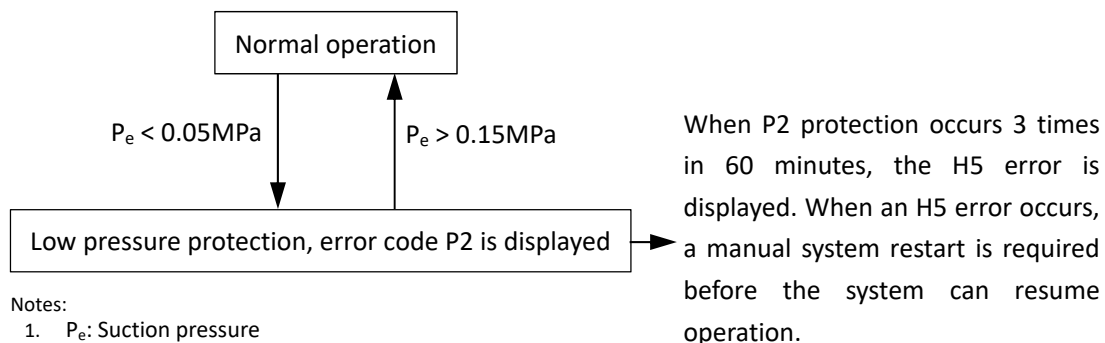 Normal operation
Pₑ < 0.05MPa
Pₑ > 0.15MPa
Low pressure protection, error code P2 is displayed
When P2 protection occurs 3 times
in 60 minutes, the H5 error is
displayed. When an H5 error occurs,
a manual system restart is required
before the system can resume
operation.
Notes:
1. Pₑ: Suction pressure